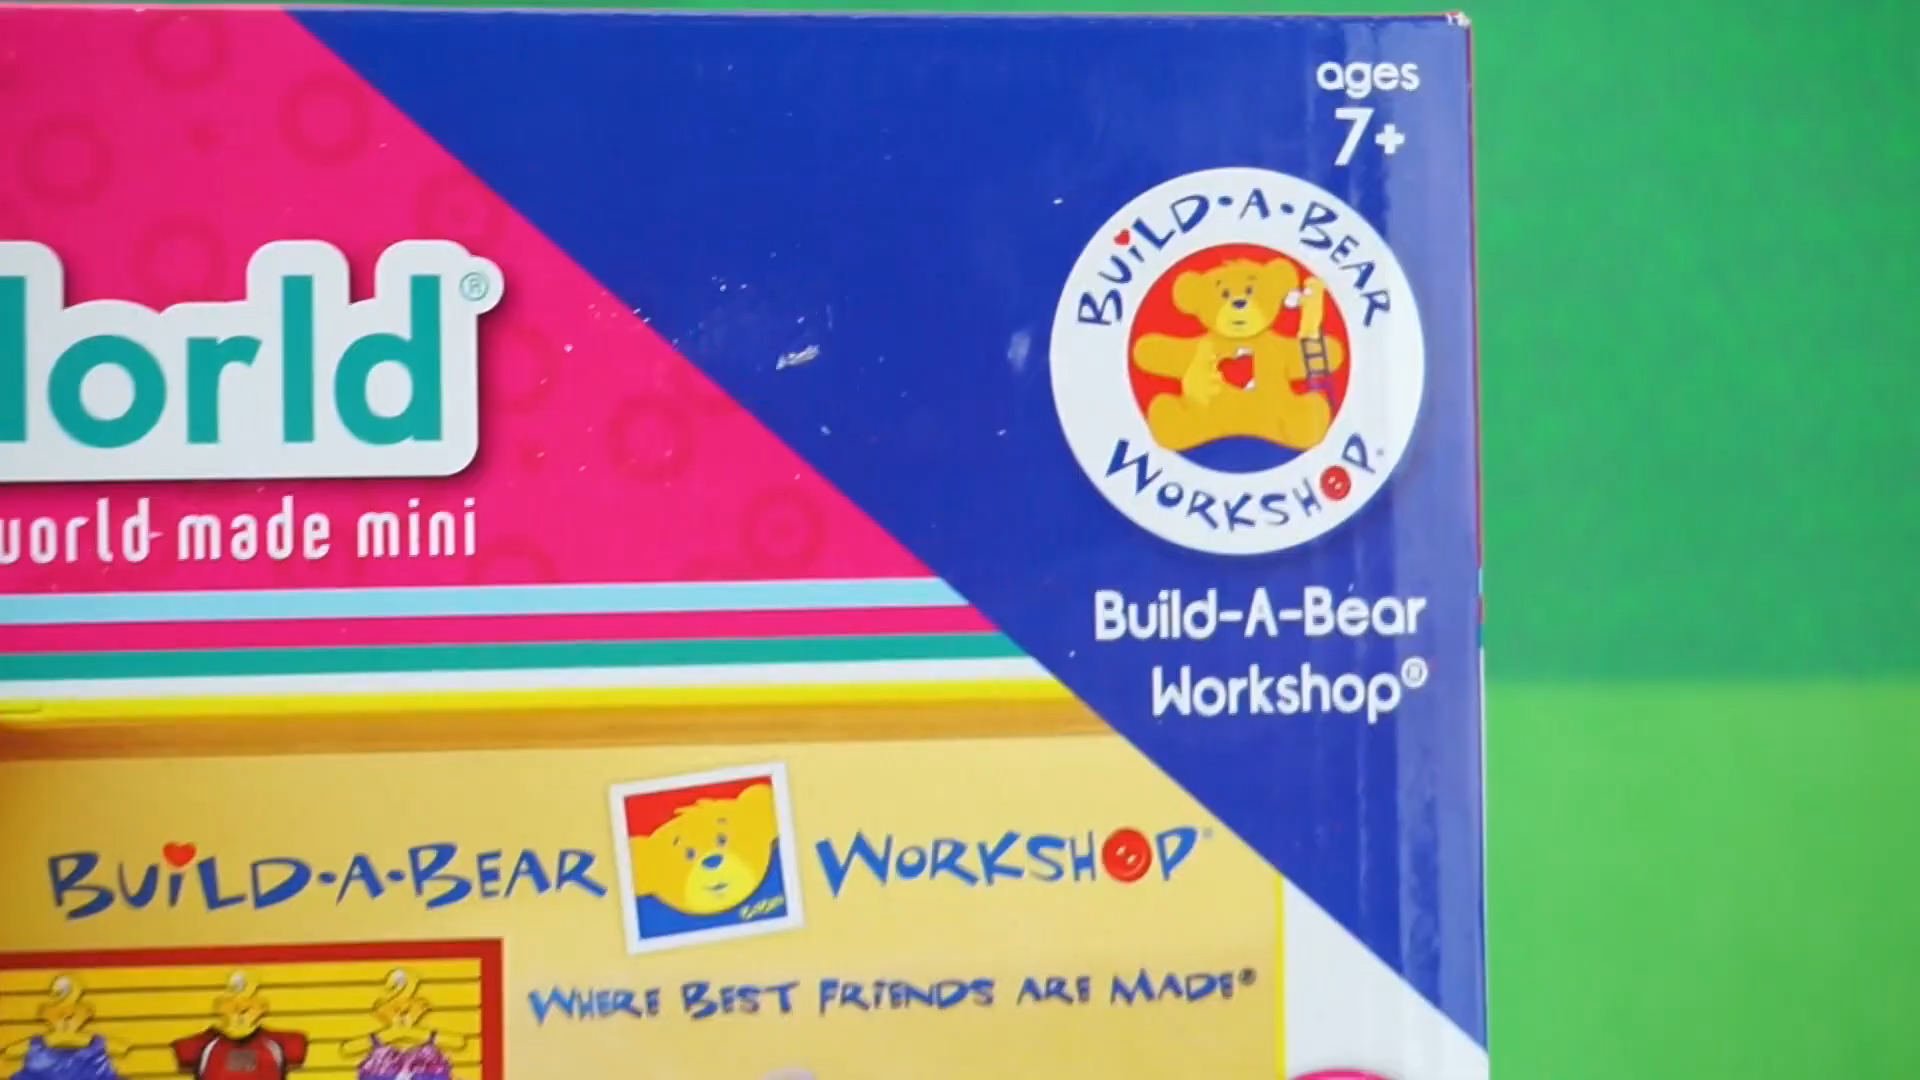 ages
7+
BUILD-A-BEAR
WORKSHOP
orld®
world made mini
Build-A-Bear
Workshop®
BUILD-A-BEAR WORKSHOP®
WHERE BEST FRIENDS ARE MADE®